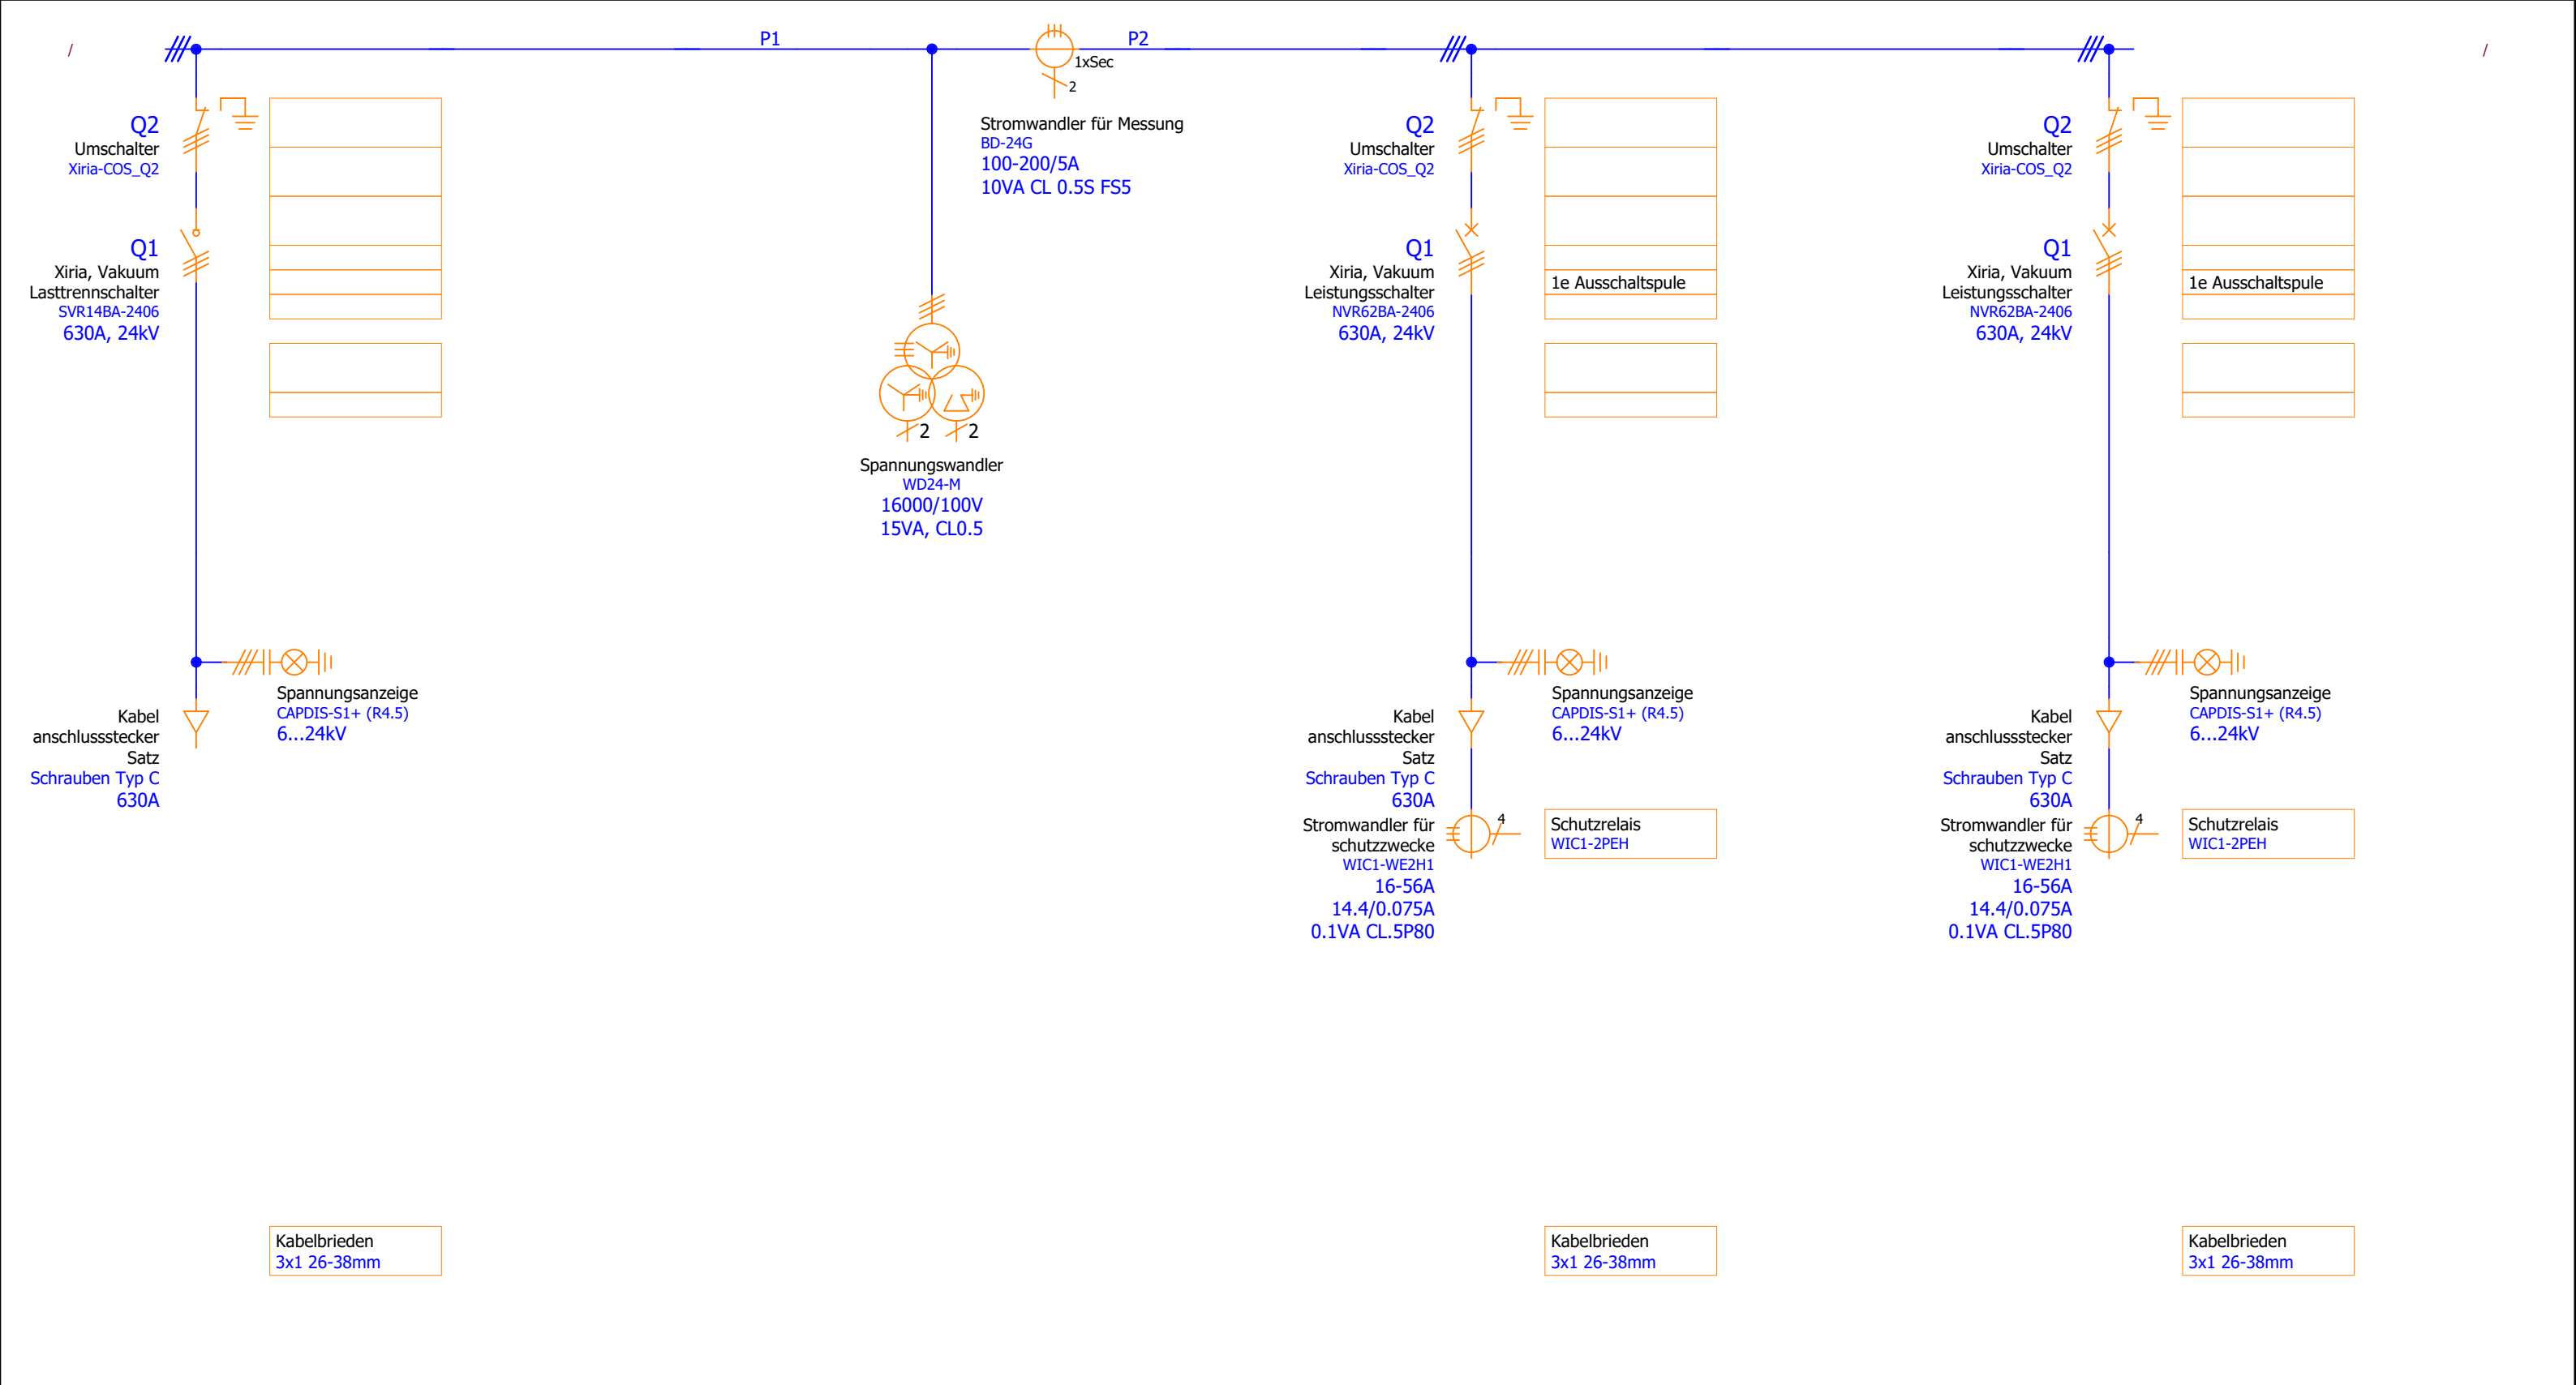 /
P1
P2
/
1xSec
2
Stromwandler für Messung
BD-24G
100-200/5A
10VA CL 0.5S FS5
Q2
Umschalter
Xiria-COS_Q2
Q1
Xiria, Vakuum
Lasttrennschalter
SVR14BA-2406
630A, 24kV
2
2
Spannungswandler
WD24-M
16000/100V
15VA, CL0.5
Spannungsanzeige
CAPDIS-S1+ (R4.5)
6...24kV
Kabel
anschlussstecker
Satz
Schrauben Typ C
630A
Kabelbrieden
3x1 26-38mm
Q2
Umschalter
Xiria-COS_Q2
Q1
Xiria, Vakuum
Leistungsschalter
NVR62BA-2406
630A, 24kV
1e Ausschaltspule
Spannungsanzeige
CAPDIS-S1+ (R4.5)
6...24kV
Kabel
anschlussstecker
Satz
Schrauben Typ C
630A
Stromwandler für
schutzzwecke
WIC1-WE2H1
16-56A
14.4/0.075A
0.1VA CL.5P80
4
Schutzrelais
WIC1-2PEH
Kabelbrieden
3x1 26-38mm
Q2
Umschalter
Xiria-COS_Q2
Q1
Xiria, Vakuum
Leistungsschalter
NVR62BA-2406
630A, 24kV
1e Ausschaltspule
Spannungsanzeige
CAPDIS-S1+ (R4.5)
6...24kV
Kabel
anschlussstecker
Satz
Schrauben Typ C
630A
Stromwandler für
schutzzwecke
WIC1-WE2H1
16-56A
14.4/0.075A
0.1VA CL.5P80
4
Schutzrelais
WIC1-2PEH
Kabelbrieden
3x1 26-38mm